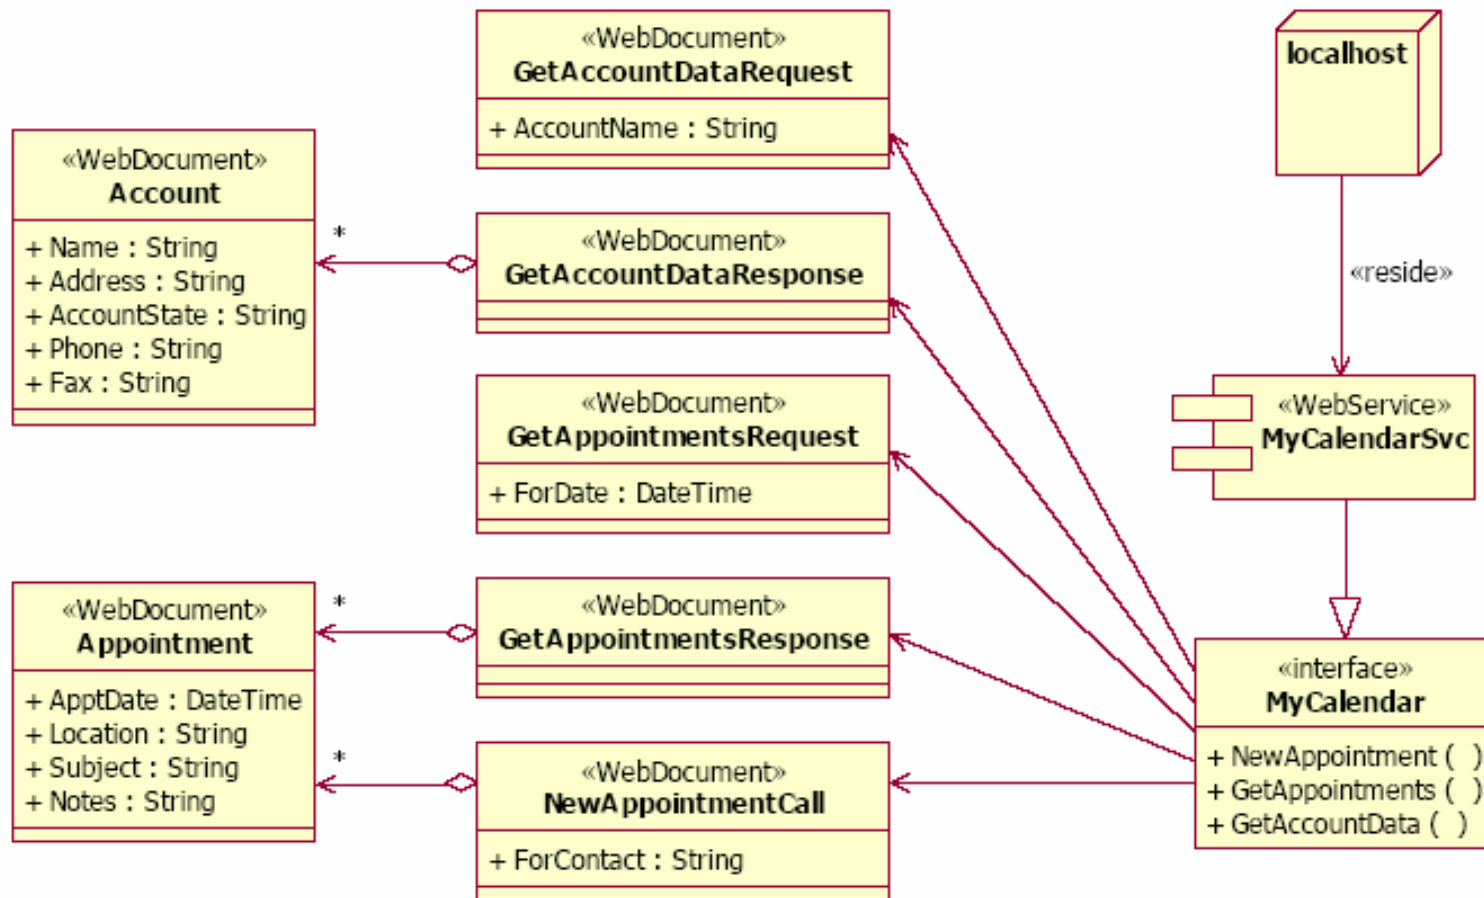 «WebDocument»
GetAccountDataRequest
+ AccountName : String
localhost
«WebDocument»
Account
+ Name : String
+ Address : String
+ AccountState : String
+ Phone : String
+ Fax : String
*
«WebDocument»
GetAccountDataResponse
«reside»
«WebDocument»
GetAppointmentsRequest
+ ForDate : DateTime
«WebService»
MyCalendarSvc
«WebDocument»
Appointment
+ ApptDate : DateTime
+ Location : String
+ Subject : String
+ Notes : String
*
«WebDocument»
GetAppointmentsResponse
*
«WebDocument»
NewAppointmentCall
+ ForContact : String
«interface»
MyCalendar
+ NewAppointment ( )
+ GetAppointments ( )
+ GetAccountData ( )